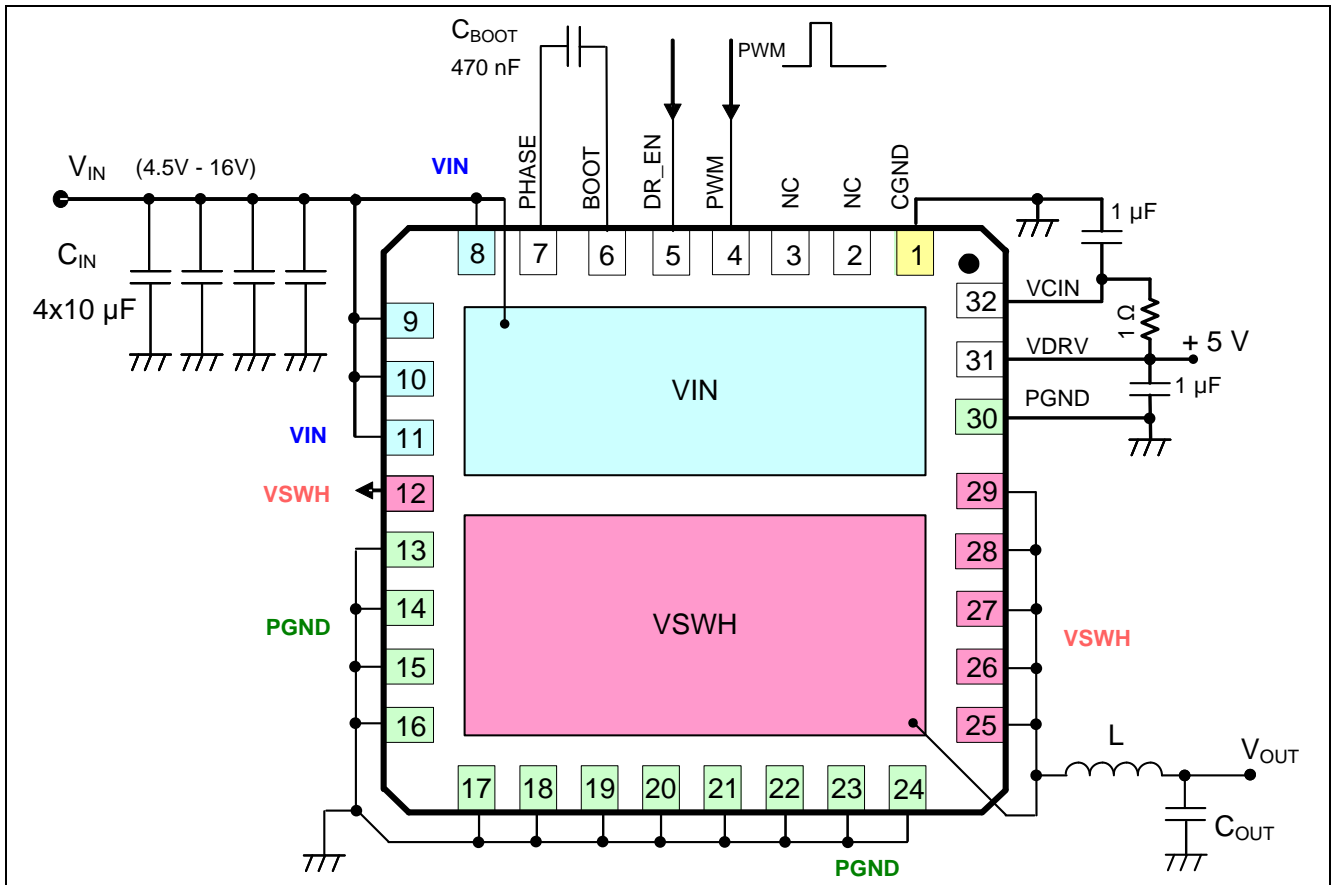 C_BOOT
470 nF
PWM
V_IN (4.5V - 16V)
VIN
PHASE
BOOT
DR_EN
PWM
NC
NC
CGND
1 µF
8
7
6
5
4
3
2
1
C_IN
4x10 µF
9
10
11
VIN
VIN
32
VCIN
1 Ω
31
VDRV
+ 5 V
30
PGND
1 µF
VSWH
12
13
14
15
16
PGND
VSWH
29
28
27
26
25
VSWH
L
V_OUT
C_OUT
17
18
19
20
21
22
23
24
PGND